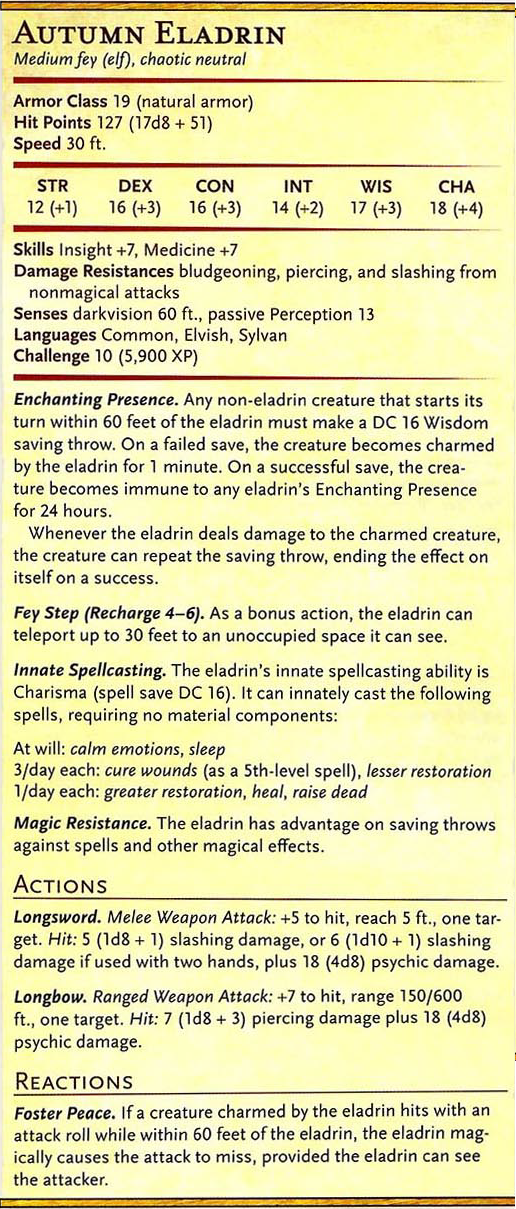 AUTUMN ELADRIN
Medium fey (elf), chaotic neutral
Armor Class 19 (natural armor)
Hit Points 127 (17d8 + 51)
Speed 30 ft.
STR DEX CON INT WIS CHA
12 (+1) 16 (+3) 16 (+3) 14 (+2) 17 (+3) 18 (+4)
Skills Insight +7, Medicine +7
Damage Resistances bludgeoning, piercing, and slashing from
nonmagical attacks
Senses darkvision 60 ft., passive Perception 13
Languages Common, Elvish, Sylvan
Challenge 10 (5,900 XP)
Enchanting Presence. Any non-eladrin creature that starts its
turn within 60 feet of the eladrin must make a DC 16 Wisdom
saving throw. On a failed save, the creature becomes charmed
by the eladrin for 1 minute. On a successful save, the crea-
ture becomes immune to any eladrin's Enchanting Presence
for 24 hours.
Whenever the eladrin deals damage to the charmed creature,
the creature can repeat the saving throw, ending the effect on
itself on a success.
Fey Step (Recharge 4–6). As a bonus action, the eladrin can
teleport up to 30 feet to an unoccupied space it can see.
Innate Spellcasting. The eladrin's innate spellcasting ability is
Charisma (spell save DC 16). It can innately cast the following
spells, requiring no material components:
At will: calm emotions, sleep
3/day each: cure wounds (as a 5th-level spell), lesser restoration
1/day each: greater restoration, heal, raise dead
Magic Resistance. The eladrin has advantage on saving throws
against spells and other magical effects.
ACTIONS
Longsword. Melee Weapon Attack: +5 to hit, reach 5 ft., one tar-
get. Hit: 5 (1d8 + 1) slashing damage, or 6 (1d10 + 1) slashing
damage if used with two hands, plus 18 (4d8) psychic damage.
Longbow. Ranged Weapon Attack: +7 to hit, range 150/600
ft., one target. Hit: 7 (1d8 + 3) piercing damage plus 18 (4d8)
psychic damage.
REACTIONS
Foster Peace. If a creature charmed by the eladrin hits with an
attack roll while within 60 feet of the eladrin, the eladrin mag-
ically causes the attack to miss, provided the eladrin can see
the attacker.